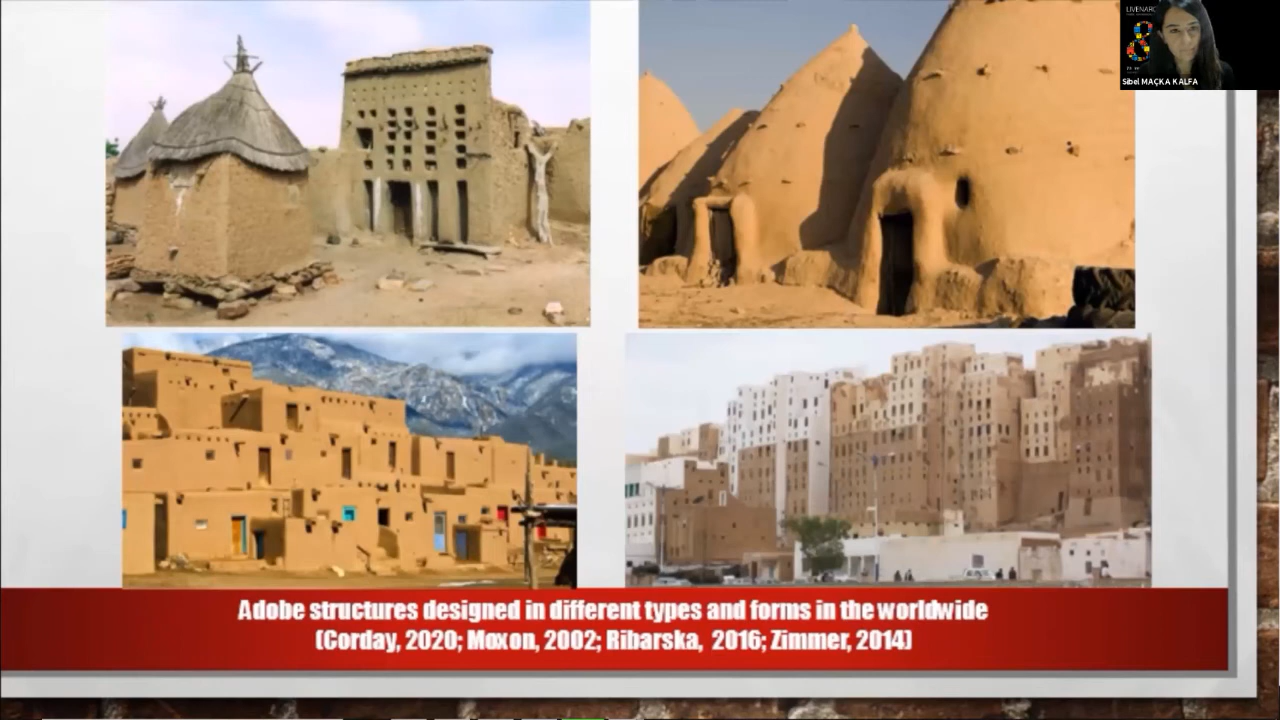 LIVENARC
Sibel MAÇKA KALFA
Adobe structures designed in different types and forms in the worldwide
(Corday, 2020; Moxon, 2002; Ribarska, 2016; Zimmer, 2014)